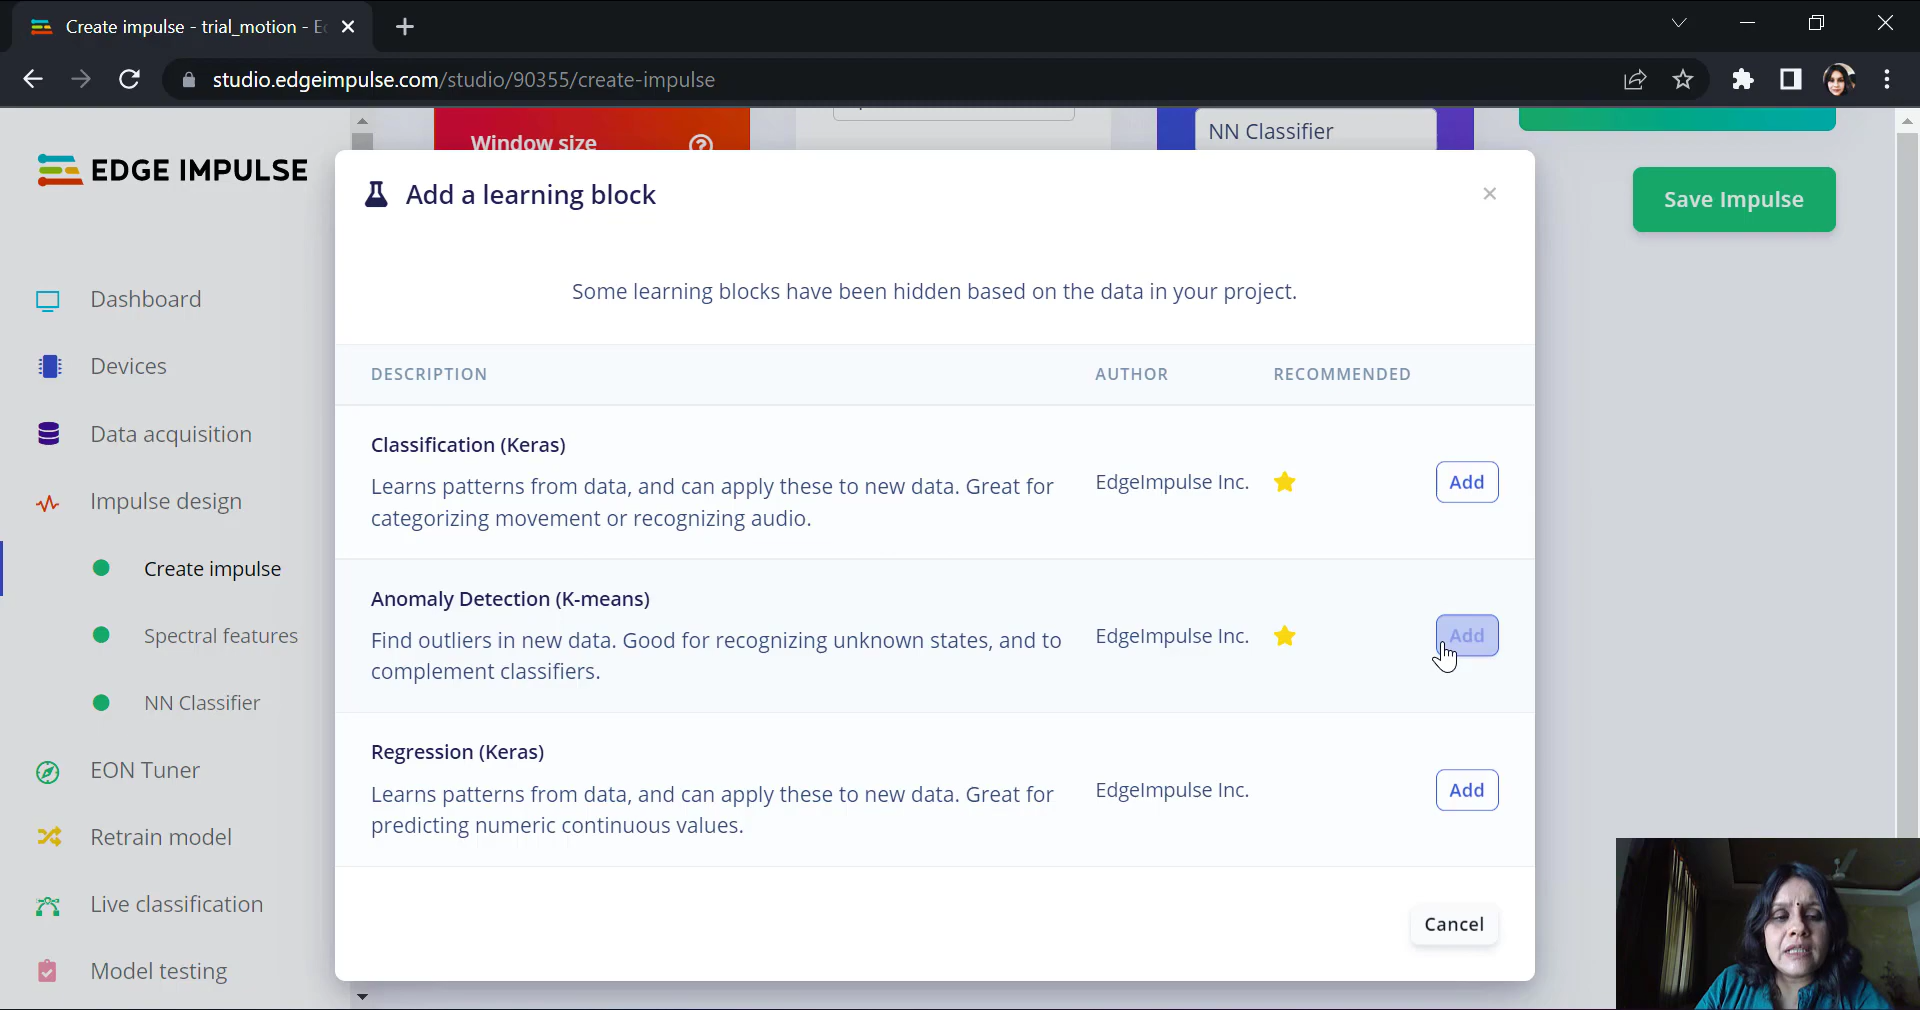 Create impulse - trial_motion - E
studio.edgeimpulse.com/studio/90355/create-impulse
Window size
NN Classifier
EDGE IMPULSE
Add a learning block
Save Impulse
Some learning blocks have been hidden based on the data in your project.
Dashboard
Devices
Data acquisition
Impulse design
Create impulse
Spectral features
NN Classifier
EON Tuner
Retrain model
Live classification
Model testing
DESCRIPTION AUTHOR RECOMMENDED
Classification (Keras)
Learns patterns from data, and can apply these to new data. Great for
categorizing movement or recognizing audio.
EdgeImpulse Inc.
Add
Anomaly Detection (K-means)
Find outliers in new data. Good for recognizing unknown states, and to
complement classifiers.
EdgeImpulse Inc.
Add
Regression (Keras)
Learns patterns from data, and can apply these to new data. Great for
predicting numeric continuous values.
EdgeImpulse Inc.
Add
Cancel